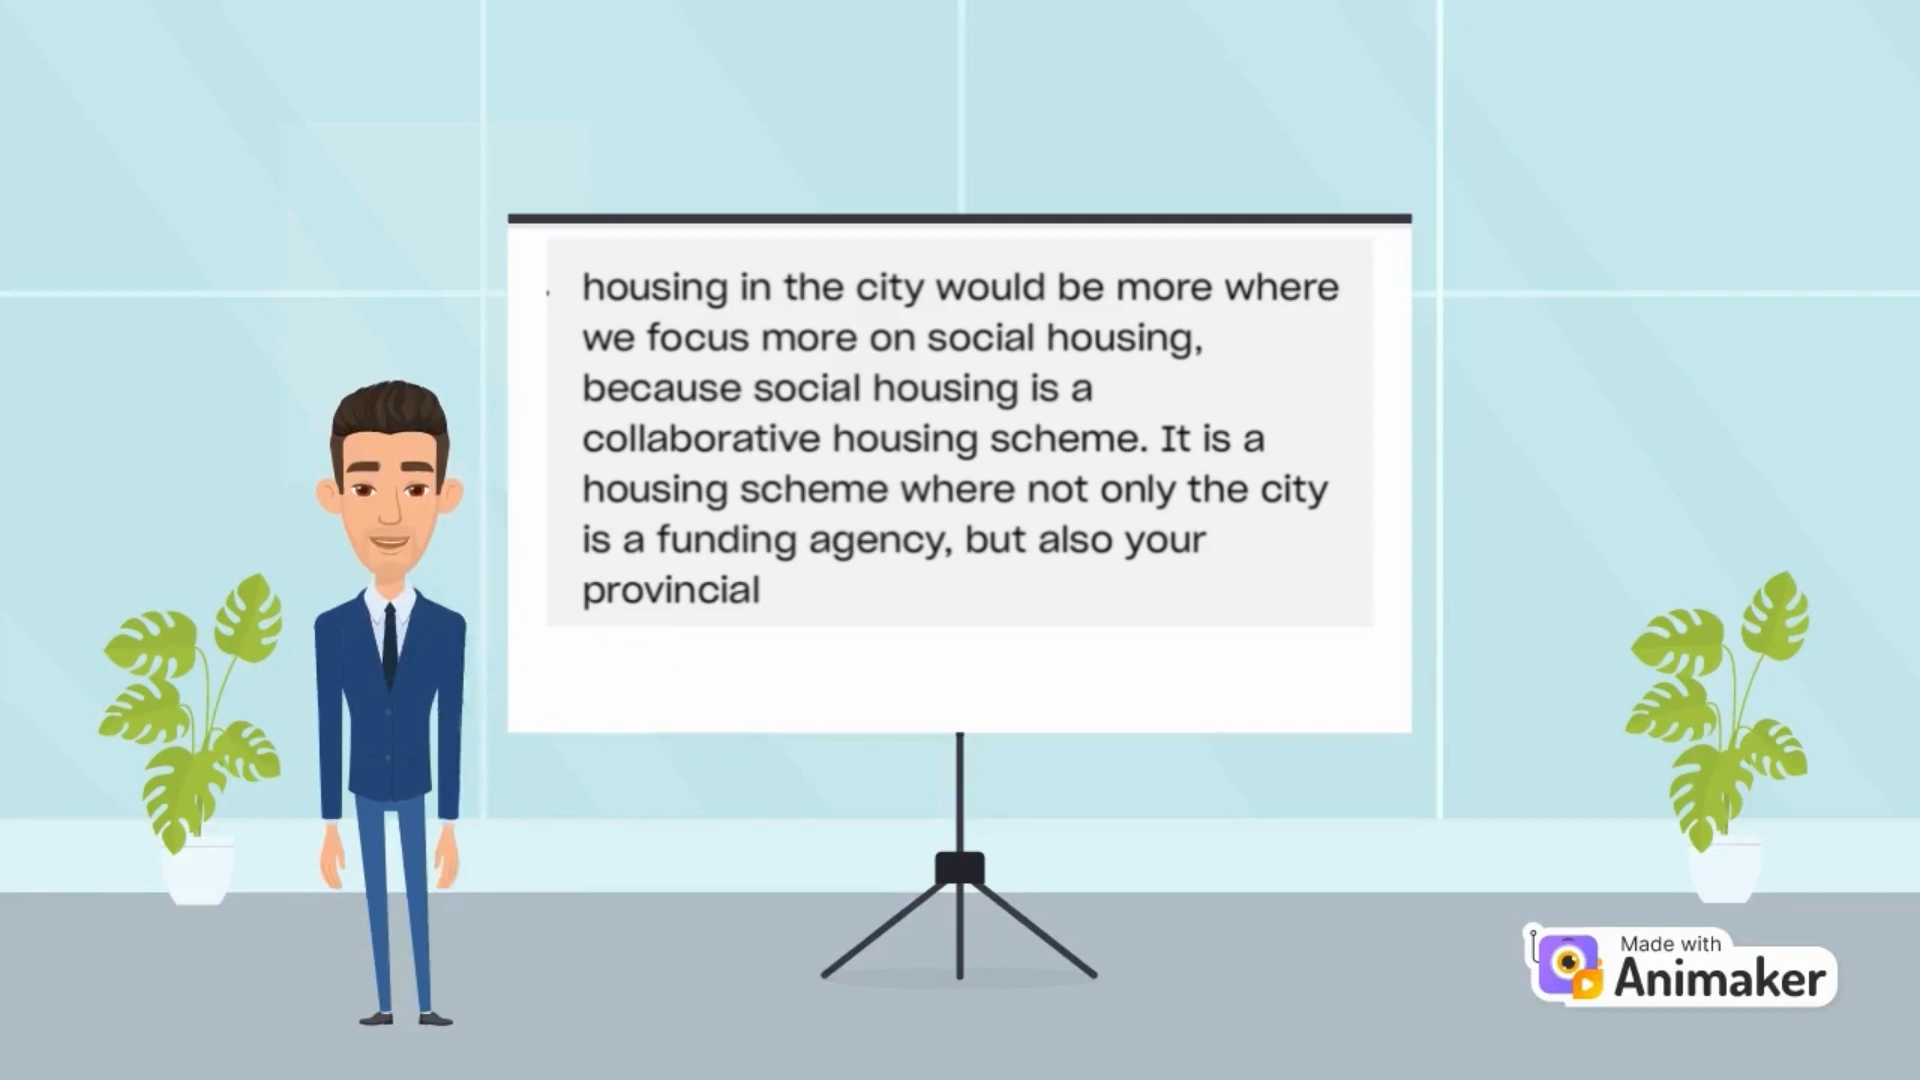 housing in the city would be more where
we focus more on social housing,
because social housing is a
collaborative housing scheme. It is a
housing scheme where not only the city
is a funding agency, but also your
provincial
Made with
Animaker